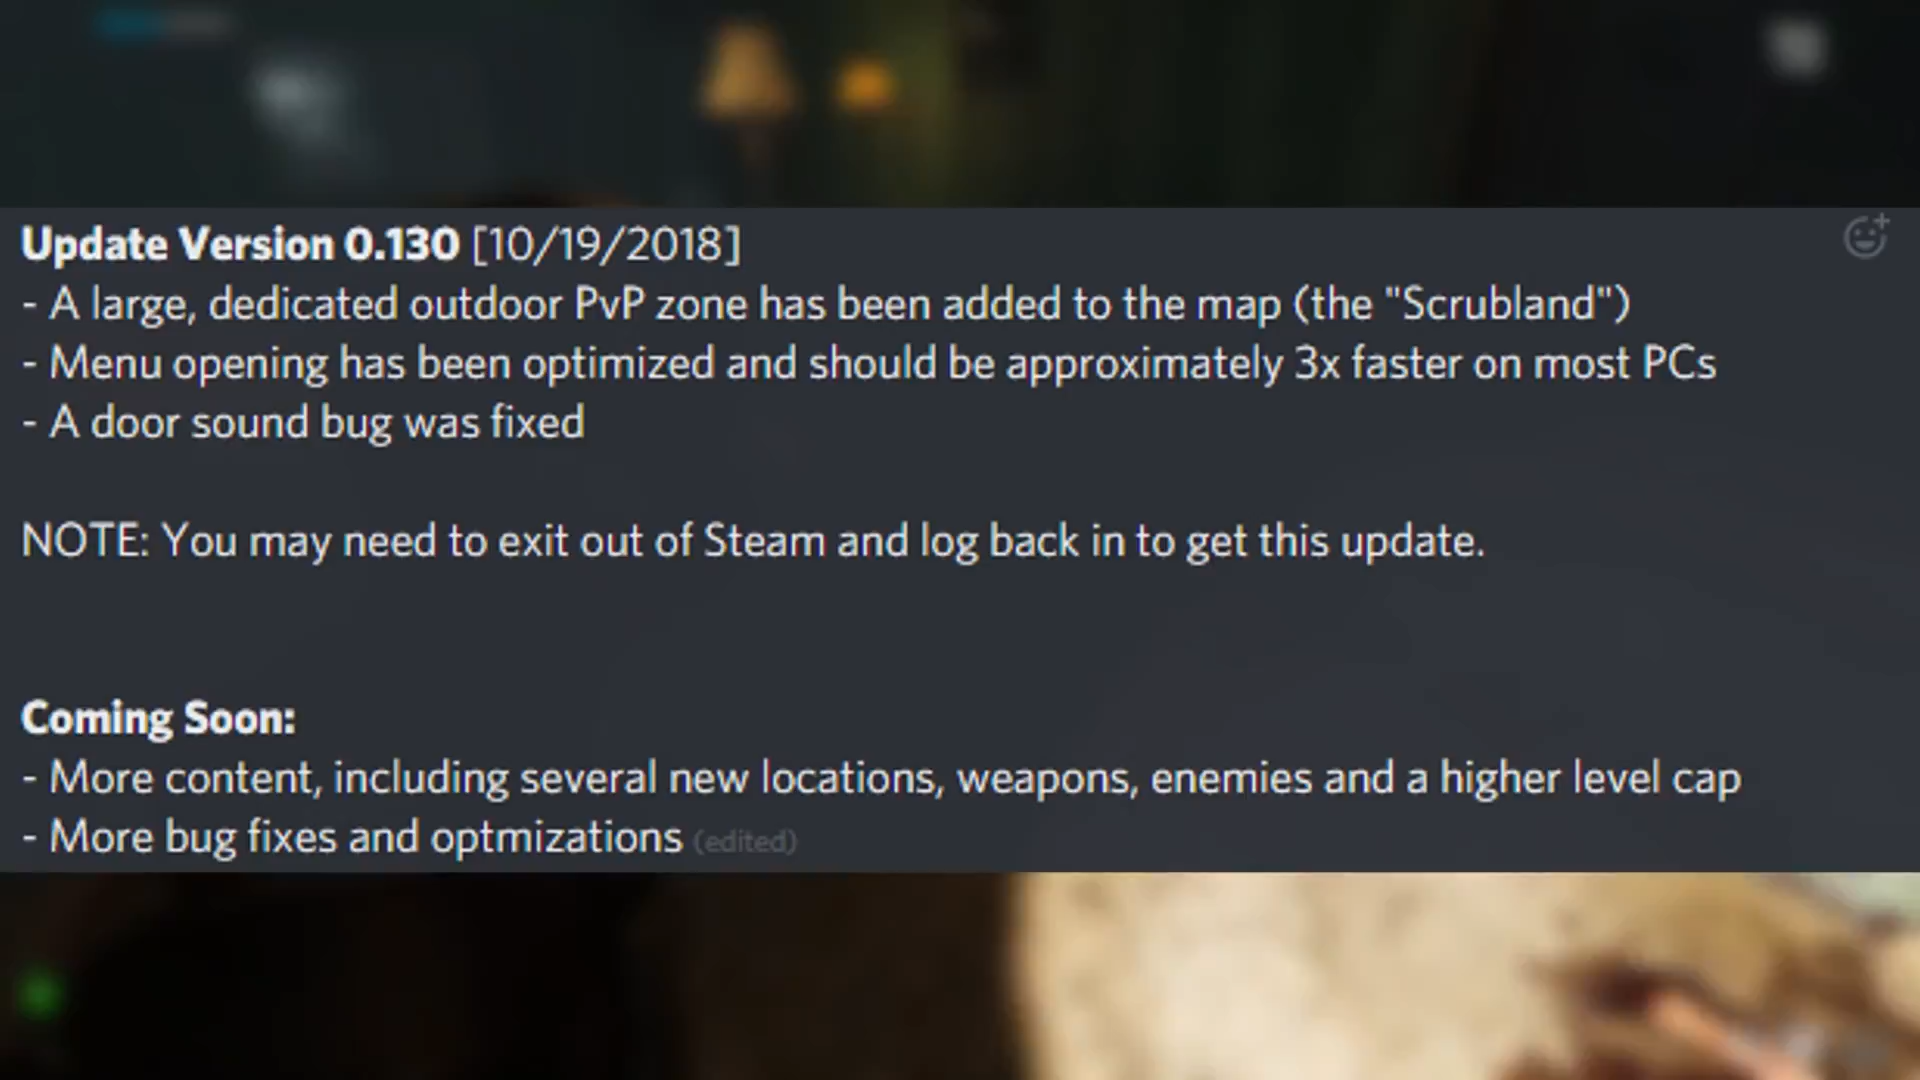 Update Version 0.130 [10/19/2018]
- A large, dedicated outdoor PvP zone has been added to the map (the "Scrubland")
- Menu opening has been optimized and should be approximately 3x faster on most PCs
- A door sound bug was fixed
NOTE: You may need to exit out of Steam and log back in to get this update.
Coming Soon:
- More content, including several new locations, weapons, enemies and a higher level cap
- More bug fixes and optmizations (edited)